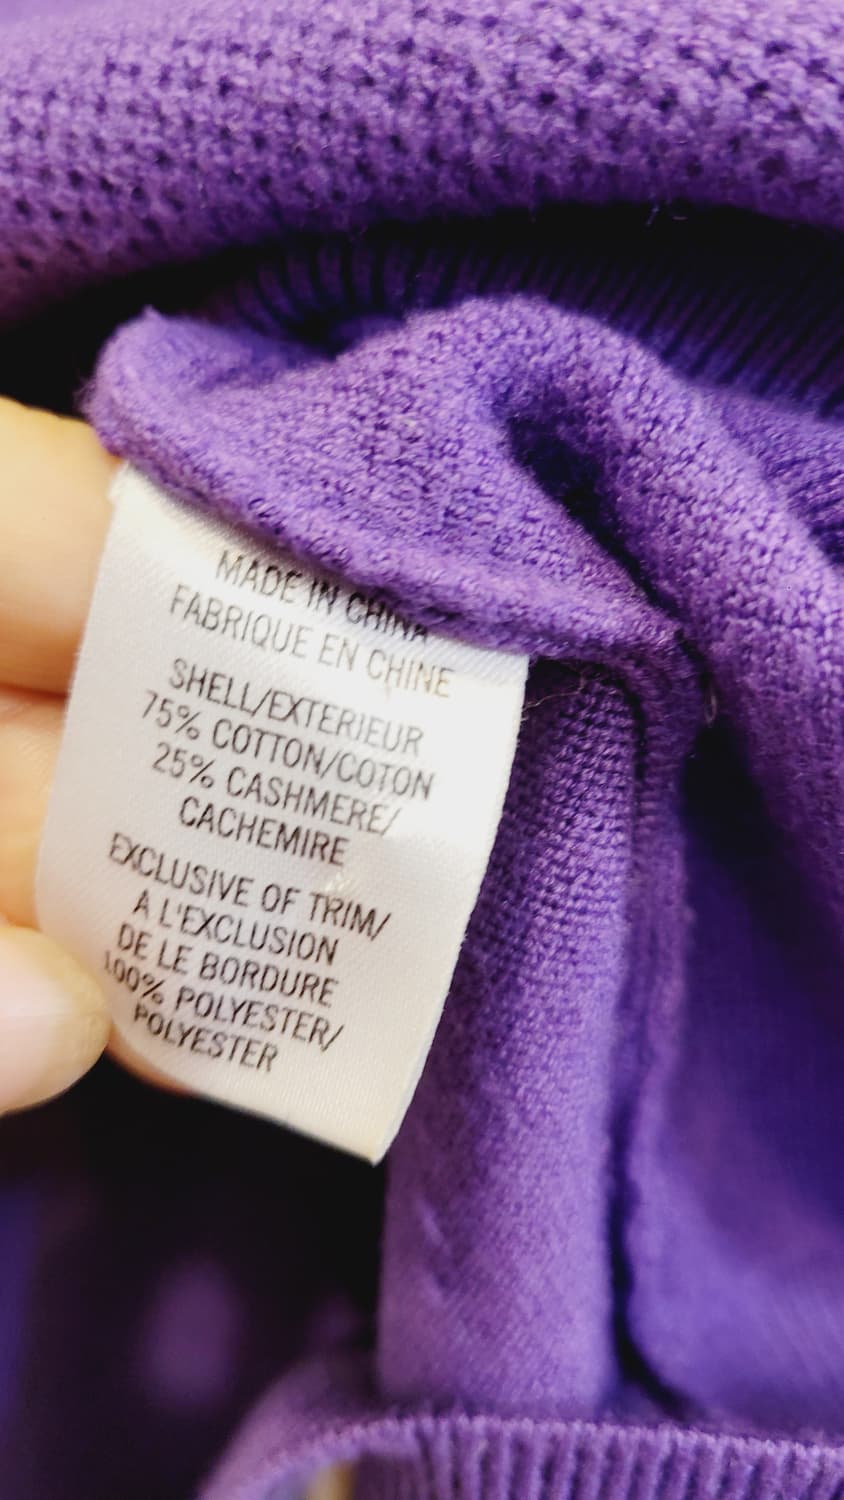 MADE IN CHINA
FABRIQUE EN CHINE
SHELL/EXTERIEUR
75% COTTON/COTON
25% CASHMERE/
CACHEMIRE
EXCLUSIVE OF TRIM/
A L'EXCLUSION
DE LE BORDURE
100% POLYESTER/
POLYESTER